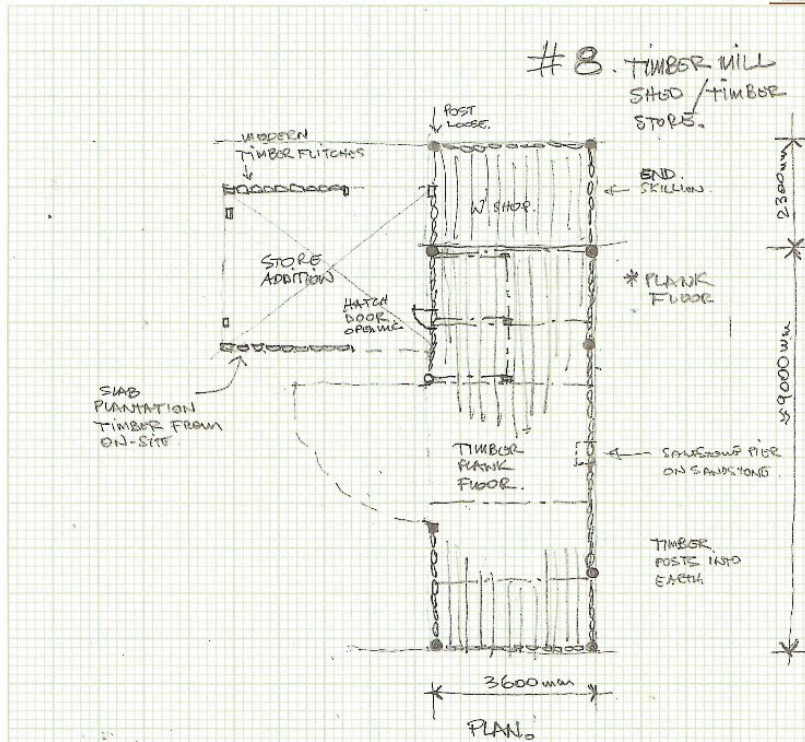 #8. TIMBER MILL
SHED / TIMBER
STORE.
POST
LOOSE.
MODERN
TIMBER FLITCHES
END
SKILLION.
2300mm
W'SHOP.
STORE
ADDITION
* PLANK
FLOOR
HATCH
DOOR
OPENING.
≈9000mm
SLAB
PLANTATION
TIMBER FROM
ON-SITE.
TIMBER
PLANK
FLOOR.
SANDSTONE PIER
ON SANDSTONE.
TIMBER
POSTS INTO
EARTH
3600mm
PLAN.